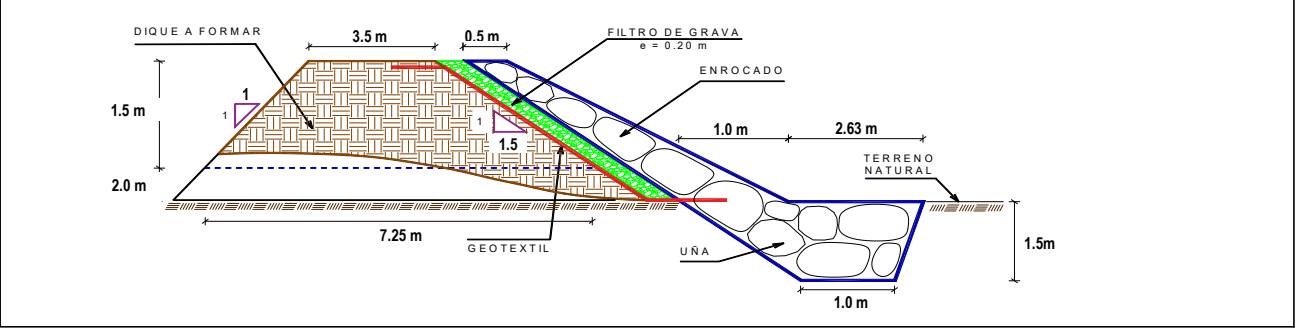 DIQUE A FORMAR
3.5 m
0.5 m
FILTRO DE GRAVA
e = 0.20 m
ENROCADO
1.5 m
1
1
1
1.5
1.0 m
2.63 m
TERRENO
NATURAL
2.0 m
7.25 m
GEOTEXTIL
UÑA
1.5m
1.0 m